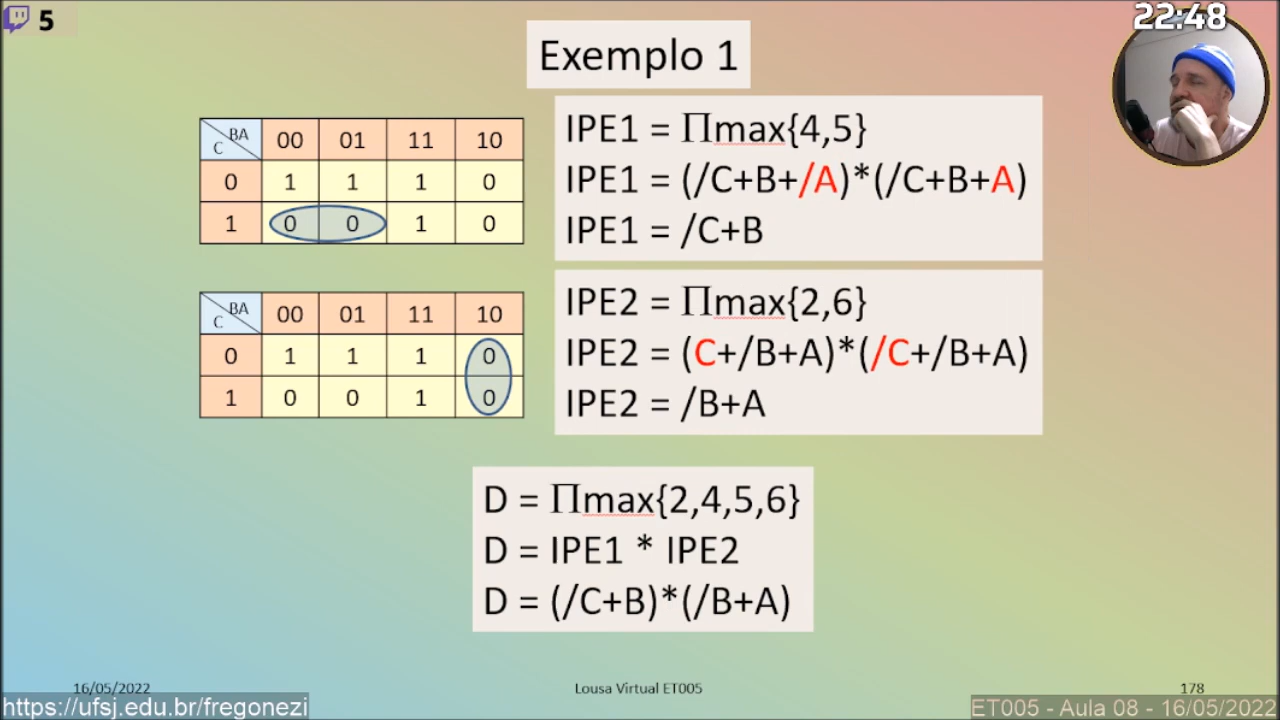 5
22:48
Exemplo 1
BA
C
00 01 11 10
0 1 1 1 0
1 0 0 1 0
IPE1 = Πmax{4,5}
IPE1 = (/C+B+/A)*(/C+B+A)
IPE1 = /C+B
BA
C
00 01 11 10
0 1 1 1 0
1 0 0 1 0
IPE2 = Πmax{2,6}
IPE2 = (C+/B+A)*(/C+/B+A)
IPE2 = /B+A
D = Πmax{2,4,5,6}
D = IPE1 * IPE2
D = (/C+B)*(/B+A)
16/05/2022
Lousa Virtual ET005
178
https://ufsj.edu.br/fregonezi
ET005 - Aula 08 - 16/05/2022